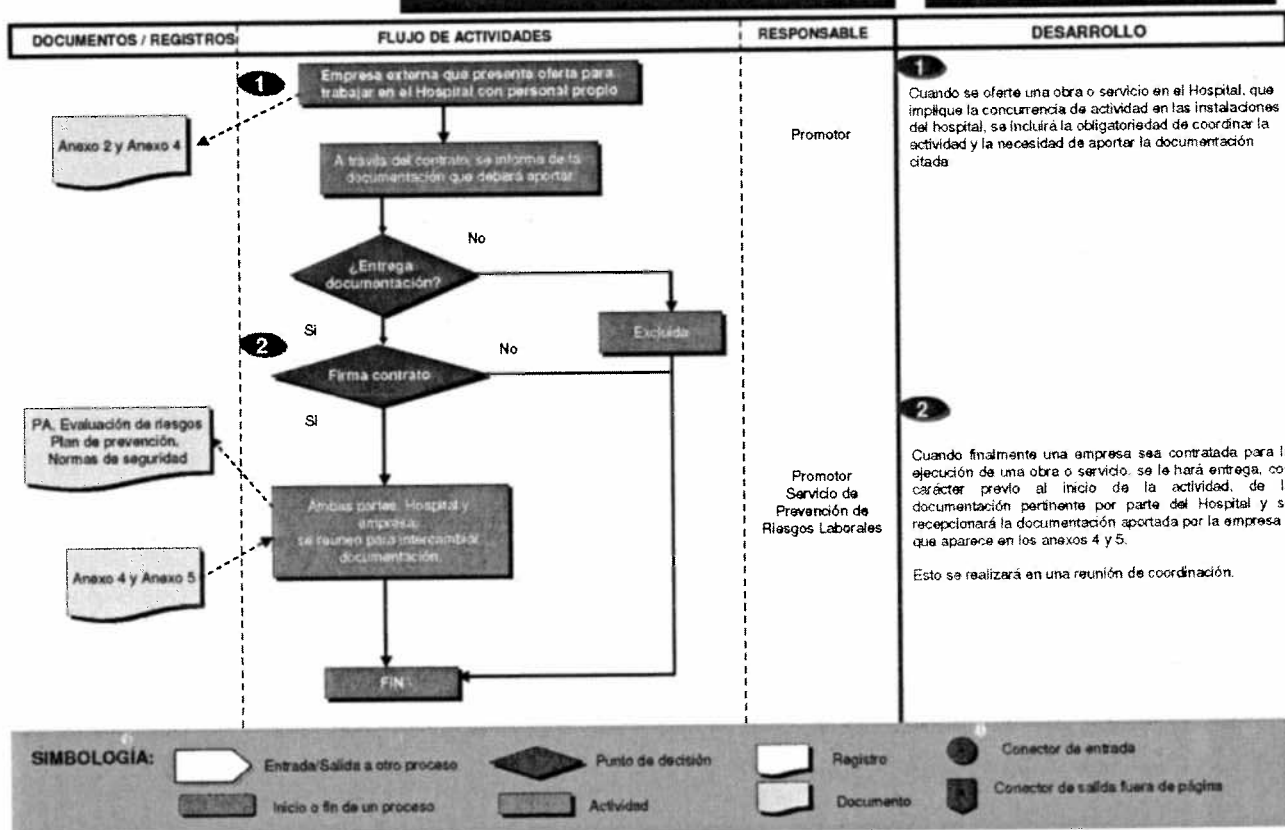 DOCUMENTOS / REGISTROS
FLUJO DE ACTIVIDADES
RESPONSABLE
DESARROLLO
1
Empresa externa que presenta oferta para
trabajar en el Hospital con personal propio
Anexo 2 y Anexo 4
A través del contrato, se informa de la
documentación que deberá aportar
Promotor
1
Cuando se oferte una obra o servicio en el Hospital, que
implique la concurrencia de actividad en las instalaciones
del hospital, se incluirá la obligatoriedad de coordinar la
actividad y la necesidad de aportar la documentación
citada
¿Entrega
documentación?
No
Si
Excluida
2
Firma contrato
No
Si
PA. Evaluación de riesgos
Plan de prevención.
Normas de seguridad
Ambas partes, Hospital y
empresa,
se reunen para intercambiar
documentación.
Anexo 4 y Anexo 5
FIN
Promotor
Servicio de
Prevención de
Riesgos Laborales
2
Cuando finalmente una empresa sea contratada para l
ejecución de una obra o servicio, se le hará entrega, co
carácter previo al inicio de la actividad, de l
documentación pertinente por parte del Hospital y s
recepcionará la documentación aportada por la empresa
que aparece en los anexos 4 y 5.
Esto se realizará en una reunión de coordinación.
SIMBOLOGÍA:
Entrada/Salida a otro proceso
Punto de decisión
Registro
Conector de entrada
Inicio o fin de un proceso
Actividad
Documento
Conector de salida fuera de página